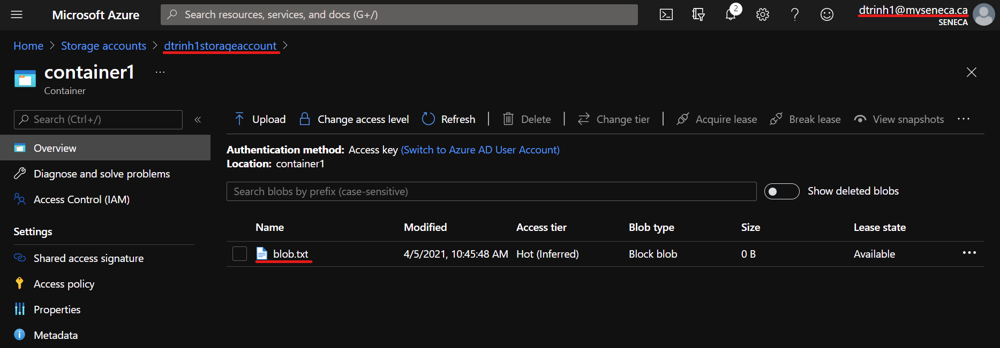 Microsoft Azure
Search resources, services, and docs (G+/)
2
dtrinh1@myseneca.ca
SENECA
Home > Storage accounts > dtrinh1storageaccount >
container1 ...
Container
Search (Ctrl+/) «
Upload Change access level Refresh | Delete | Change tier | Acquire lease Break lease View snapshots ...
Overview
Diagnose and solve problems
Access Control (IAM)
Settings
Shared access signature
Access policy
Properties
Metadata
Authentication method: Access key (Switch to Azure AD User Account)
Location: container1
Search blobs by prefix (case-sensitive) Show deleted blobs
Name Modified Access tier Blob type Size Lease state
blob.txt 4/5/2021, 10:45:48 AM Hot (Inferred) Block blob 0 B Available ...